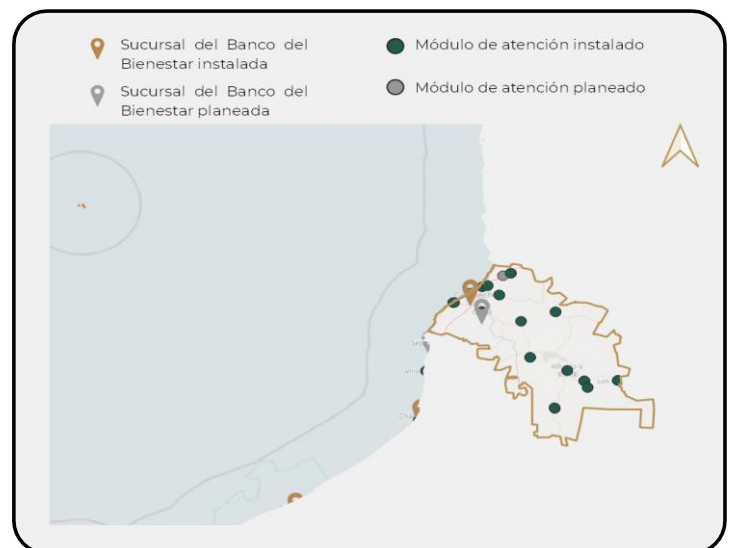 Sucursal del Banco del
Bienestar instalada
Módulo de atención instalado
Sucursal del Banco del
Bienestar planeada
Módulo de atención planeado